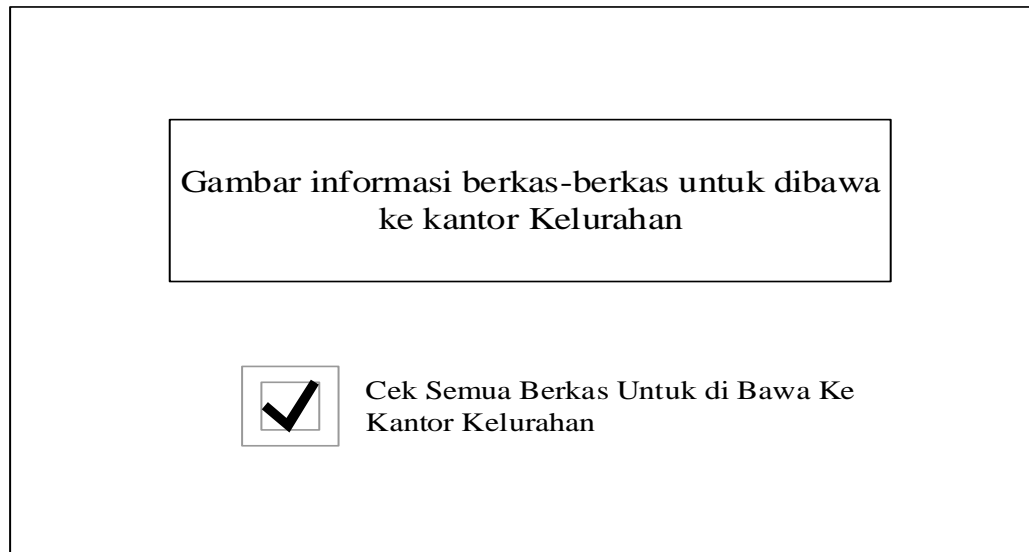 Gambar informasi berkas-berkas untuk dibawa
ke kantor Kelurahan
Cek Semua Berkas Untuk di Bawa Ke
Kantor Kelurahan